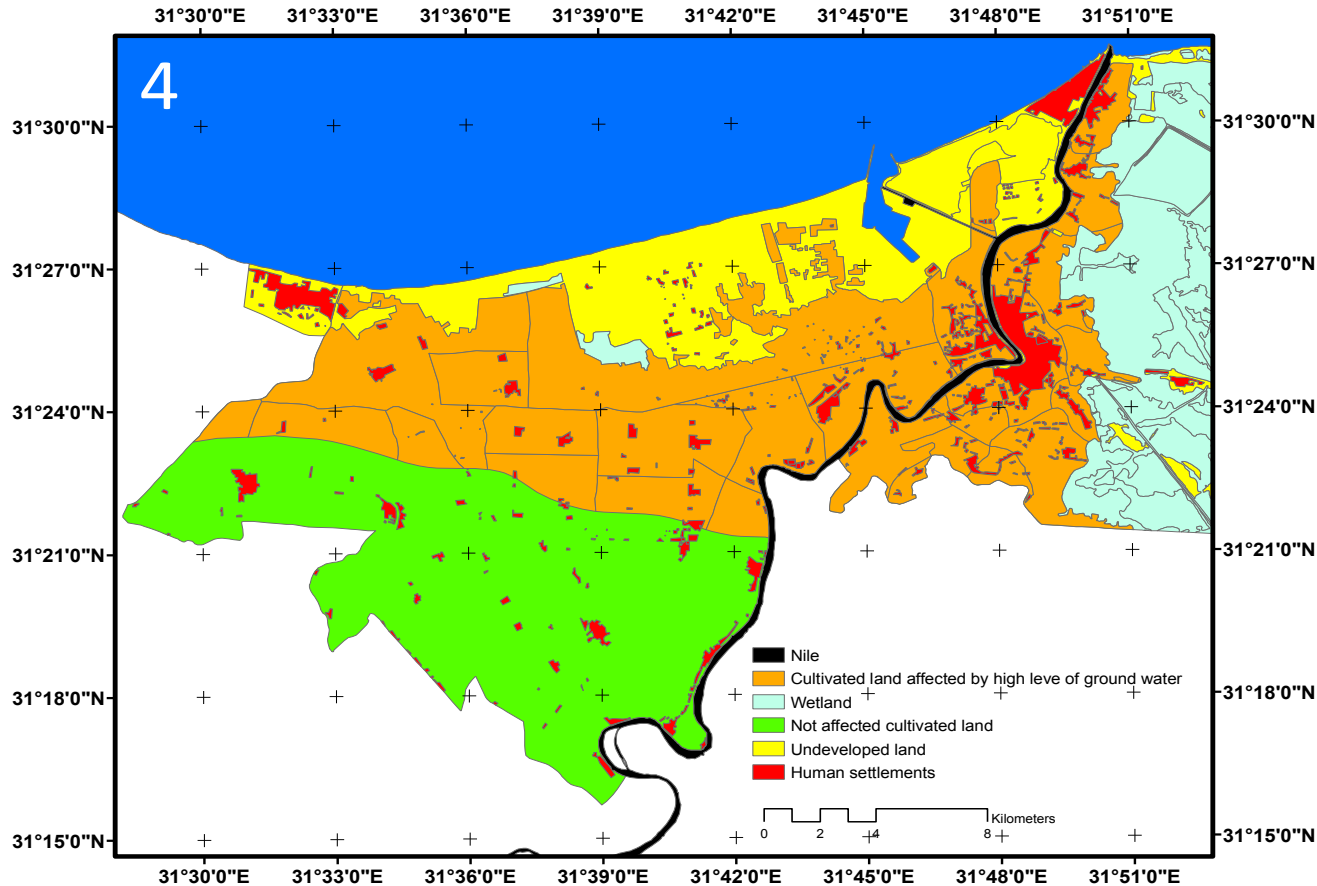 31°30'0"E 31°33'0"E 31°36'0"E 31°39'0"E 31°42'0"E 31°45'0"E 31°48'0"E 31°51'0"E
4
31°30'0"N 31°30'0"N
31°27'0"N 31°27'0"N
31°24'0"N 31°24'0"N
31°21'0"N 31°21'0"N
Nile
Cultivated land affected by high leve of ground water
31°18'0"N 31°18'0"N
Wetland
Not affected cultivated land
Undeveloped land
Human settlements
Kilometers
0 2 4 8
31°15'0"N 31°15'0"N
31°30'0"E 31°33'0"E 31°36'0"E 31°39'0"E 31°42'0"E 31°45'0"E 31°48'0"E 31°51'0"E